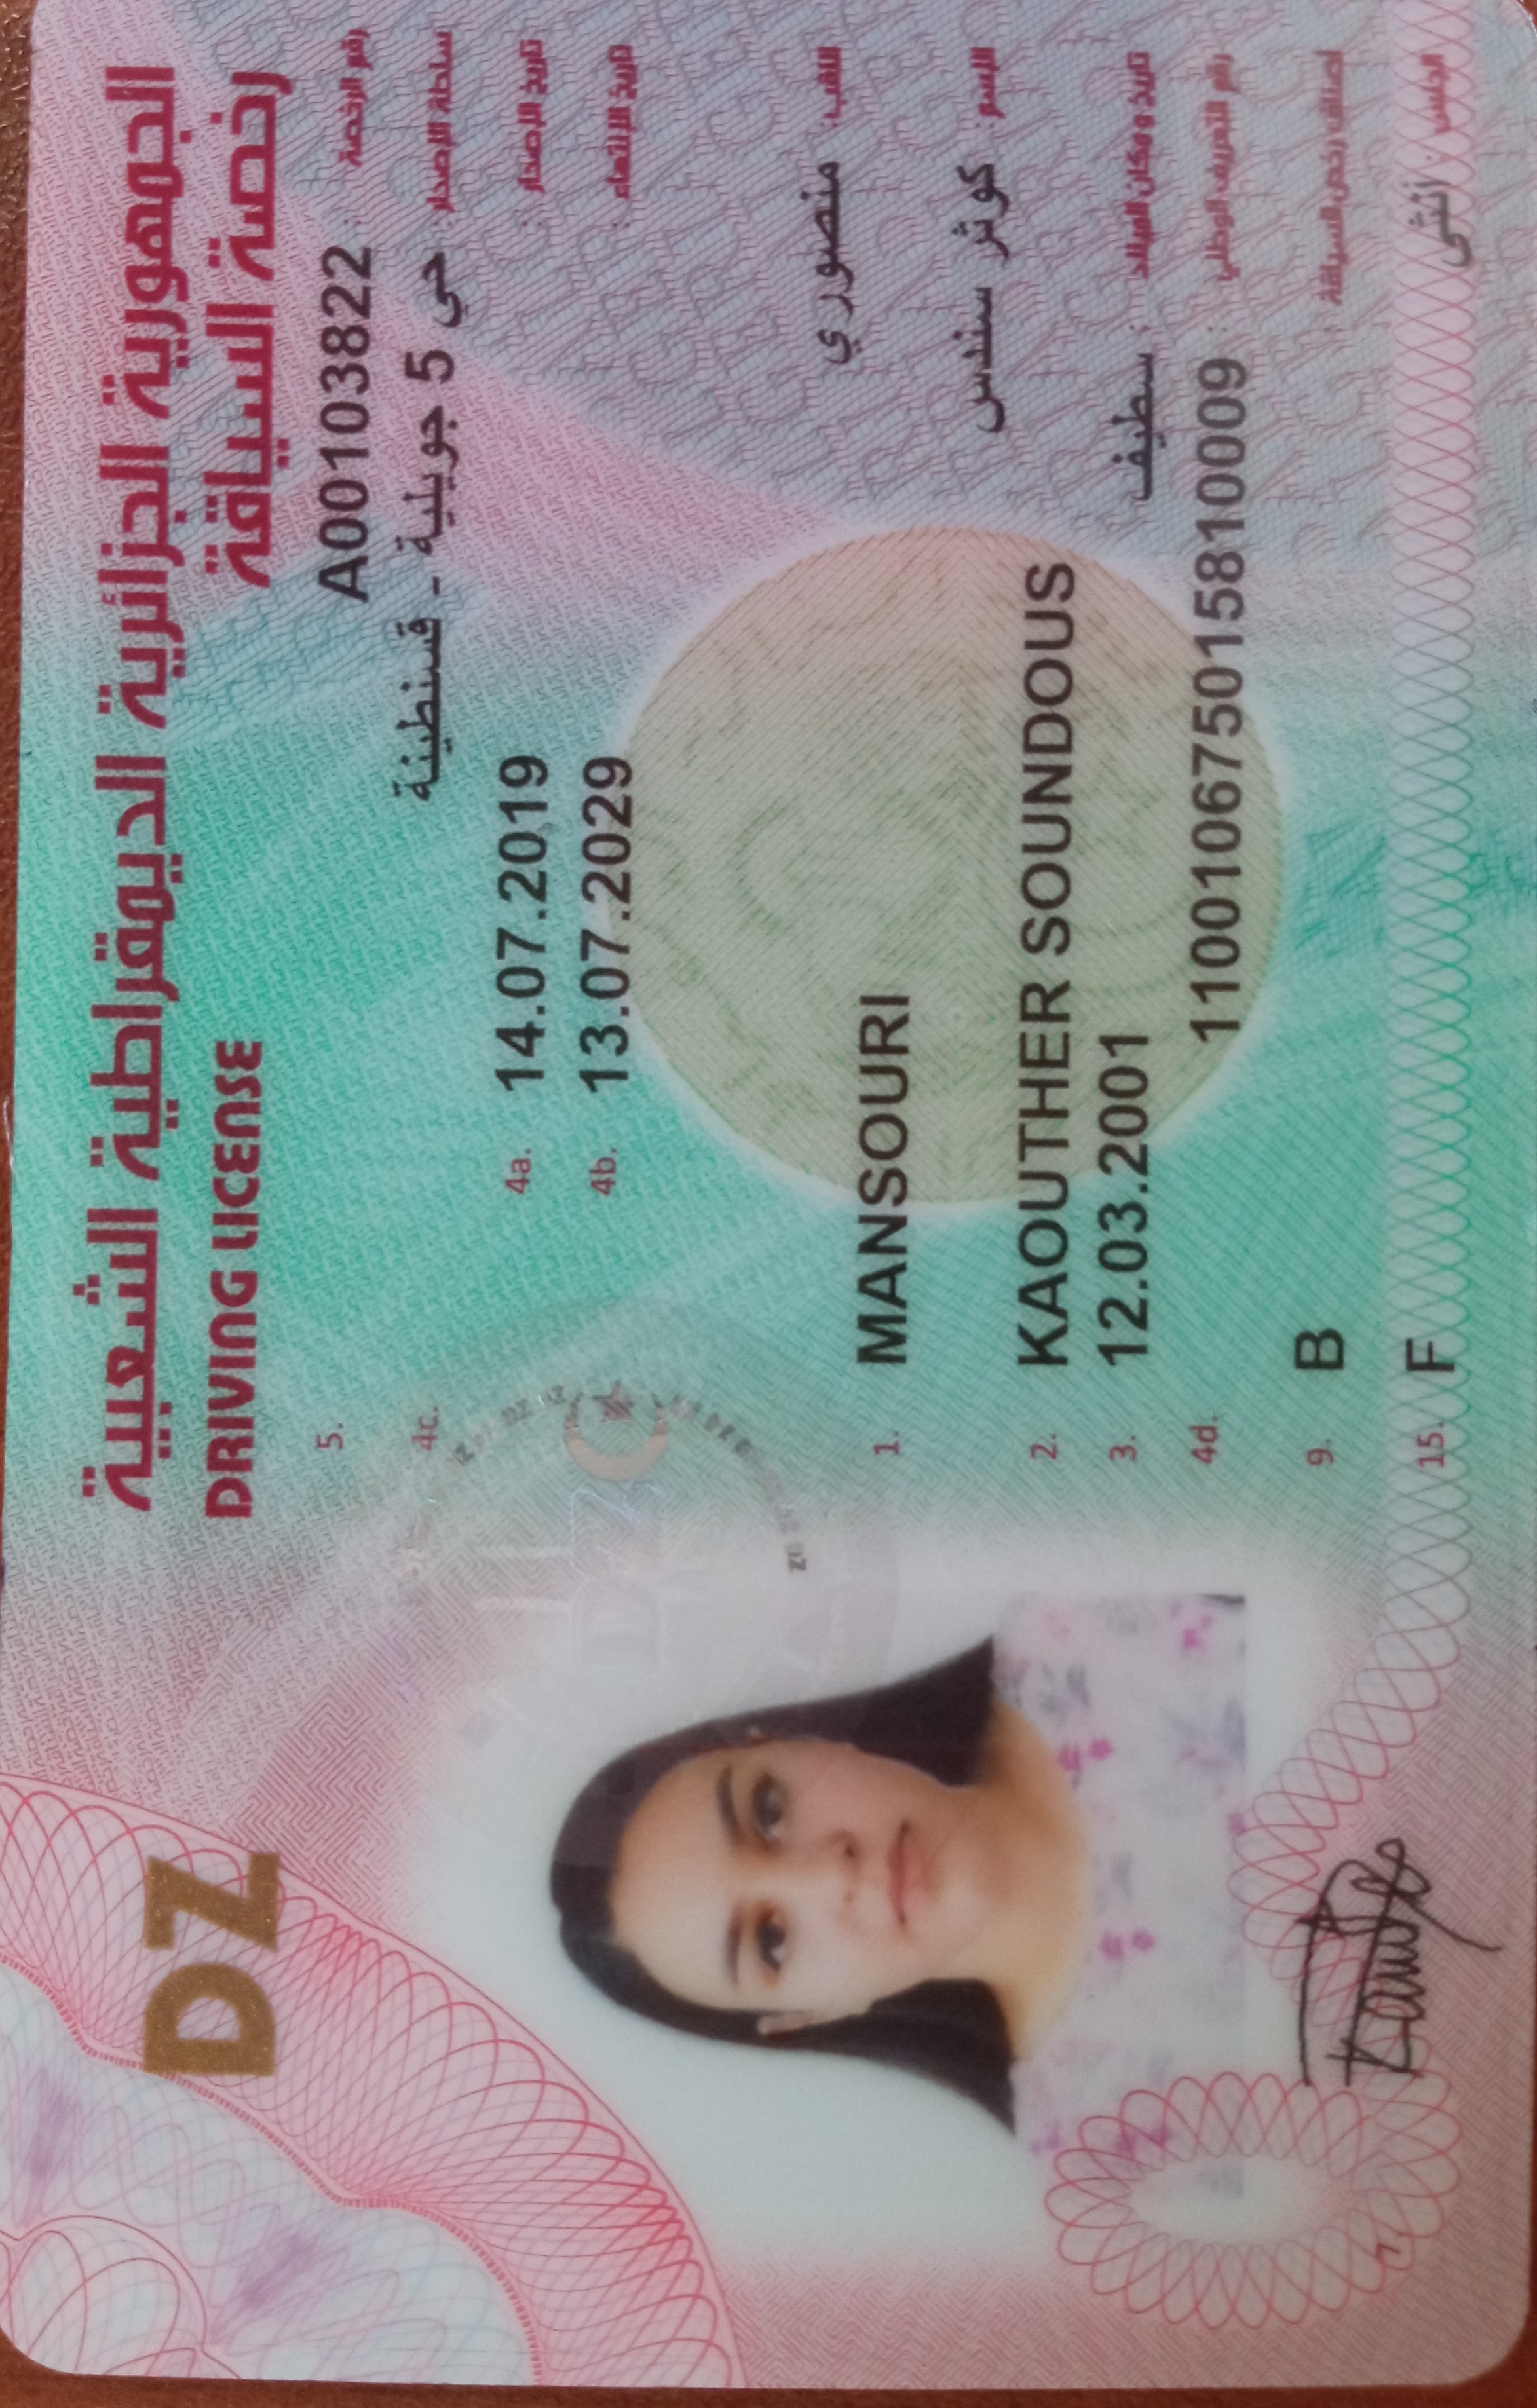 الجمهورية الجزائرية الديمقراطية الشعبية
DZ
DRIVING LICENSE رخصة السياقة
5. رقم الرخصة : A00103822
4c. سلطة الإصدار : حي 5 جويلية - قسنطينة
4a. 14.07.2019 تاريخ الإصدار :
4b. 13.07.2029 تاريخ الإنتهاء :
اللقب: منصوري
1. MANSOURI
الإسم: كوثر سندس
2. KAOUTHER SOUNDOUS
3. 12.03.2001 تاريخ ومكان الميلاد : سطيف
4d. رقم التعريف الوطني : 110010675015810009
9. B أصناف رخص السياقة
15. F الجنس : أنثى